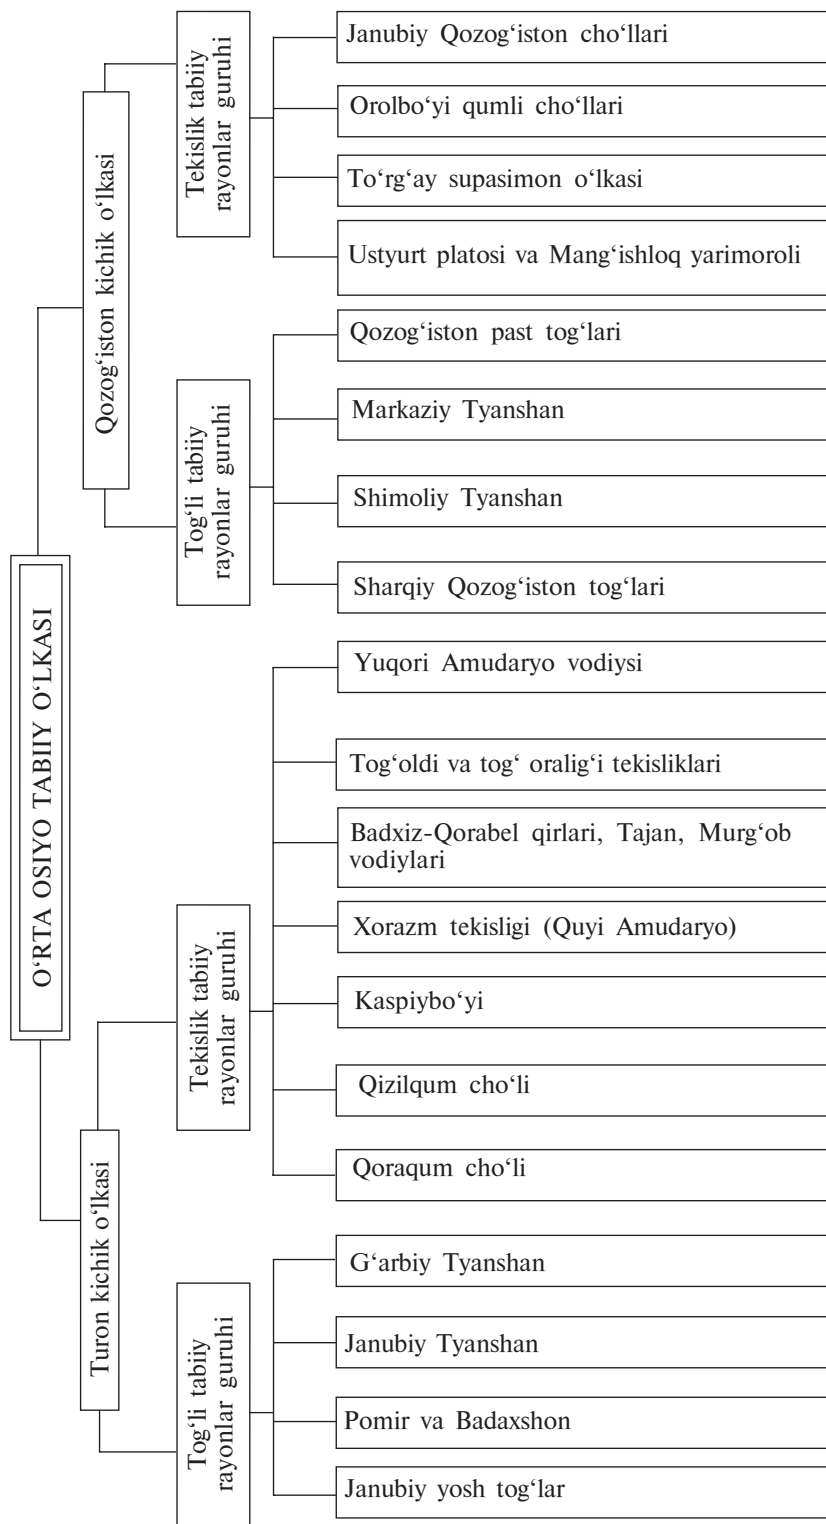 O‘RTA OSIYO TABIIY O‘LKASI
Qozog‘iston kichik o‘lkasi
Tekislik tabiiy
rayonlar guruhi
Janubiy Qozog‘iston cho‘llari
Orolbo‘yi qumli cho‘llari
To‘rg‘ay supasimon o‘lkasi
Ustyurt platosi va Mang‘ishloq yarimoroli
Tog‘li tabiiy
rayonlar guruhi
Qozog‘iston past tog‘lari
Markaziy Tyanshan
Shimoliy Tyanshan
Sharqiy Qozog‘iston tog‘lari
Turon kichik o‘lkasi
Tekislik tabiiy
rayonlar guruhi
Yuqori Amudaryo vodiysi
Tog‘oldi va tog‘ oralig‘i tekisliklari
Badxiz-Qorabel qirlari, Tajan, Murg‘ob
vodiylari
Xorazm tekisligi (Quyi Amudaryo)
Kaspiybo‘yi
Qizilqum cho‘li
Qoraqum cho‘li
Tog‘li tabiiy
rayonlar guruhi
G‘arbiy Tyanshan
Janubiy Tyanshan
Pomir va Badaxshon
Janubiy yosh tog‘lar